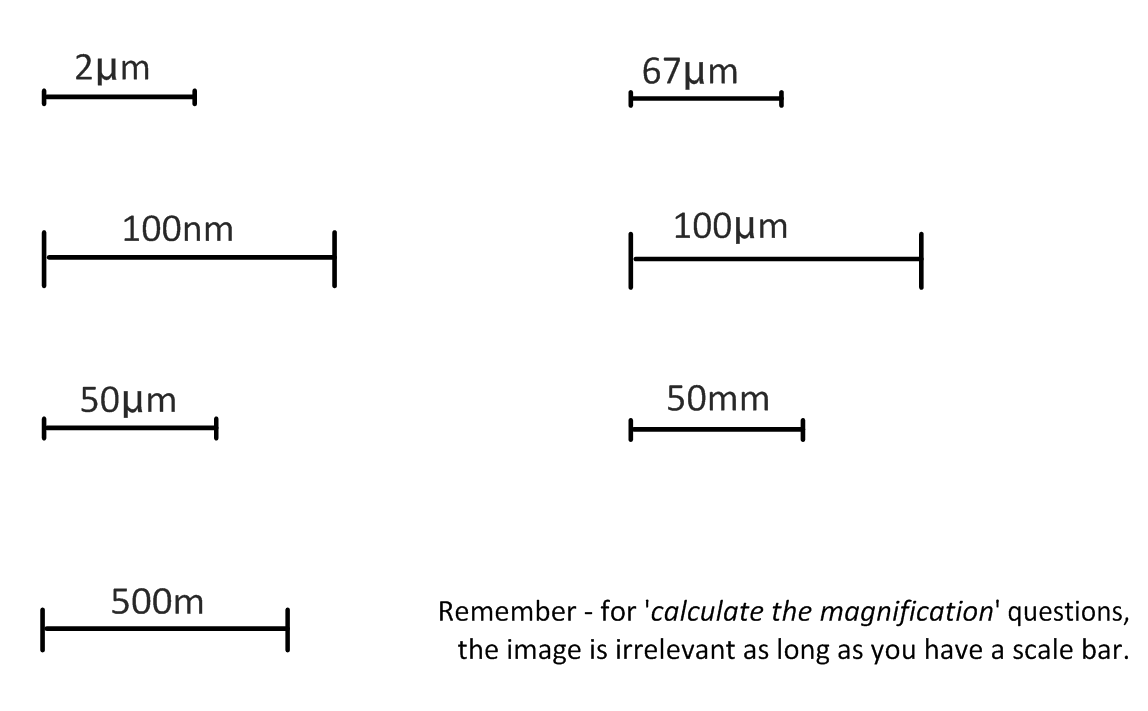 2µm
67µm
100nm
100µm
50µm
50mm
500m
Remember - for 'calculate the magnification' questions,
the image is irrelevant as long as you have a scale bar.